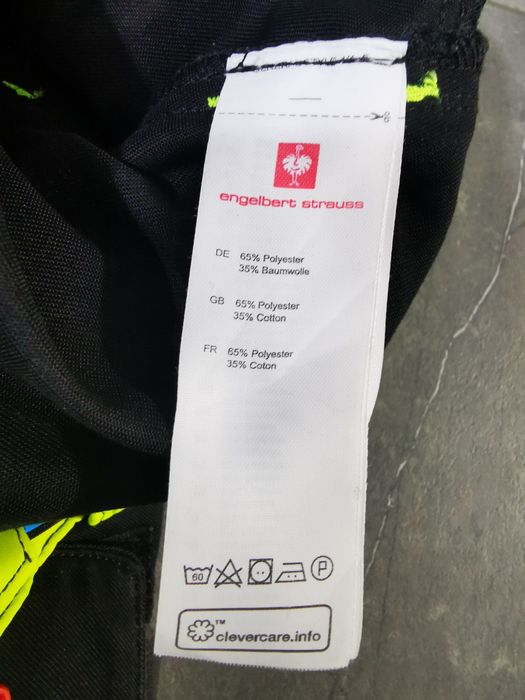 engelbert strauss
DE 65% Polyester
35% Baumwolle
GB 65% Polyester
35% Cotton
FR 65% Polyester
35% Coton
60 P
™
clevercare.info